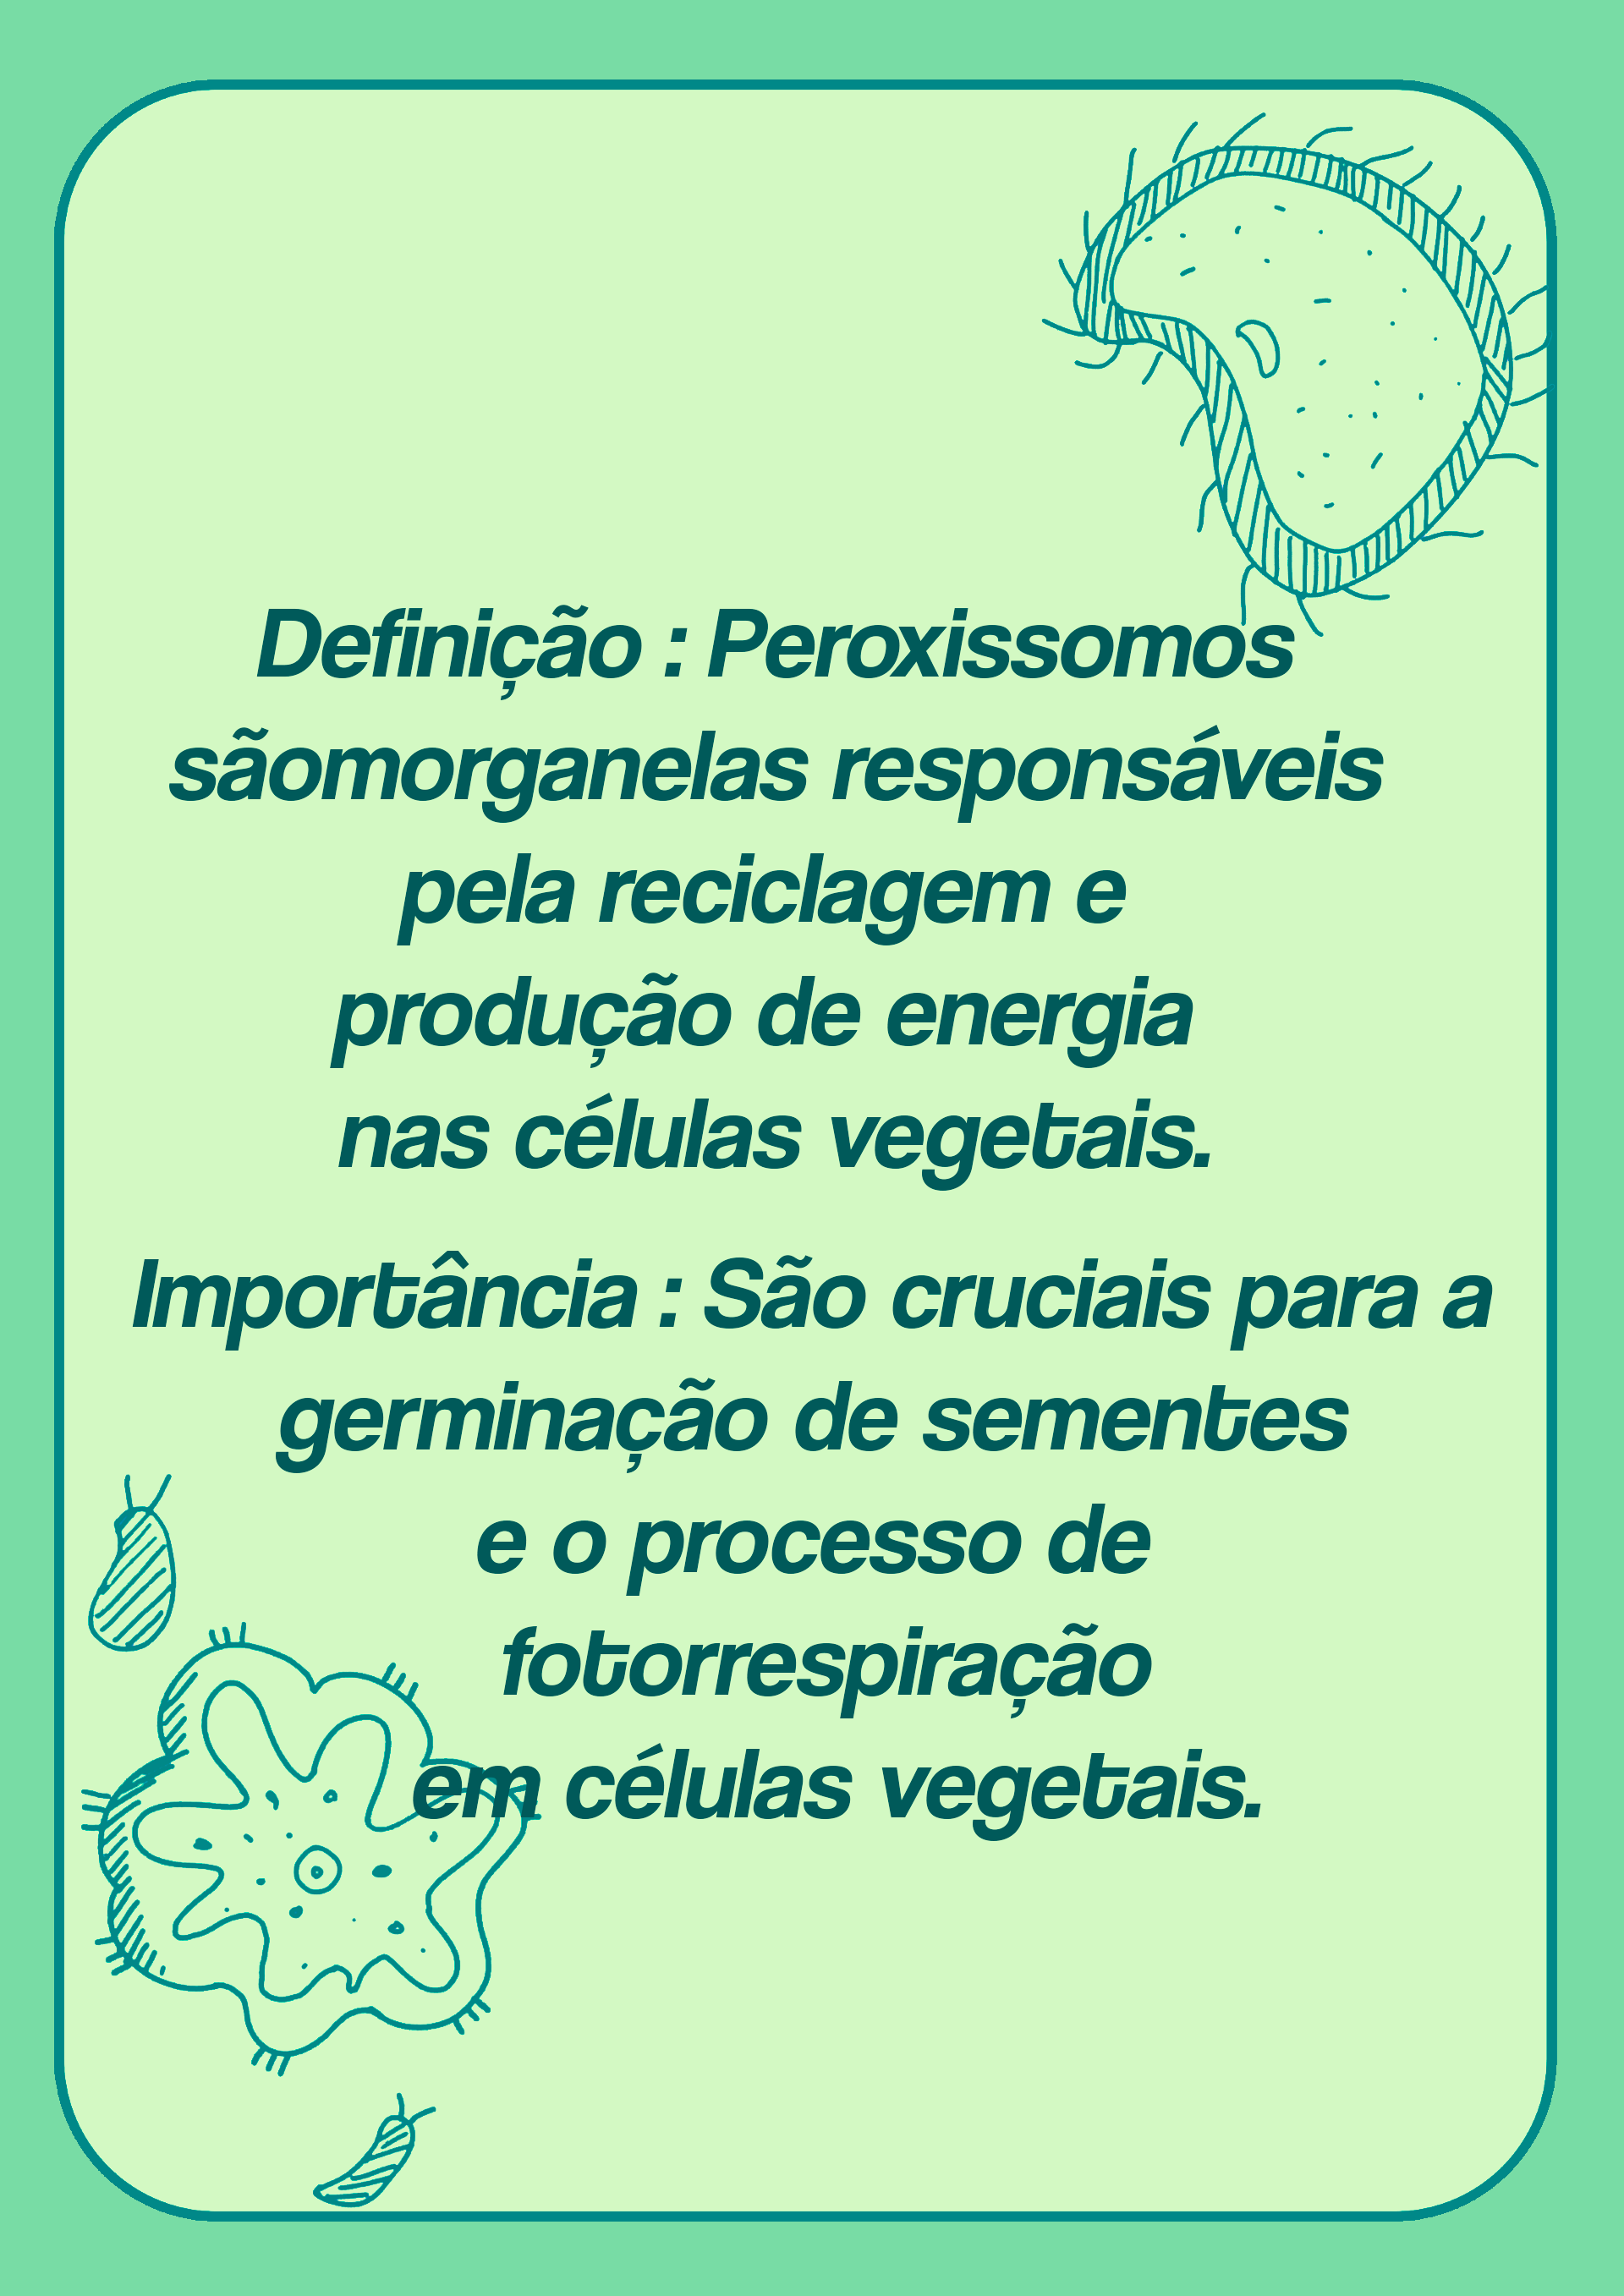 Definição : Peroxissomos
sãomorganelas responsáveis
pela reciclagem e
produção de energia
nas células vegetais.
Importância : São cruciais para a
germinação de sementes
e o processo de
fotorrespiração
em células vegetais.